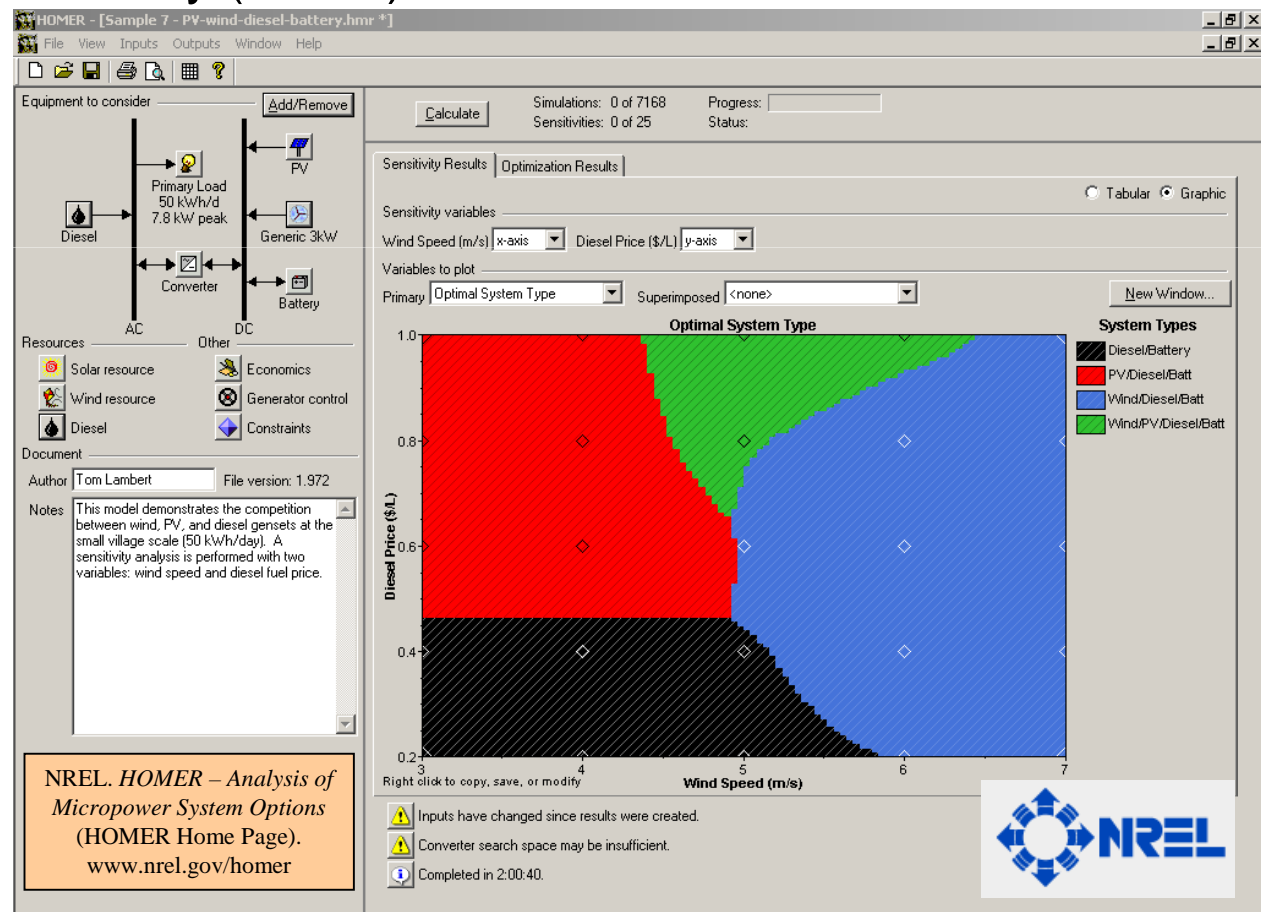 HOMER - [Sample 7 - PV-wind-diesel-battery.hmr *]
File View Inputs Outputs Window Help
Equipment to consider
Add/Remove
PV
Primary Load
50 kWh/d
7.8 kW peak
Diesel
Generic 3kW
Converter
Battery
AC
DC
Resources
Other
Solar resource
Economics
Wind resource
Generator control
Diesel
Constraints
Document
Author Tom Lambert
File version: 1.972
Notes
This model demonstrates the competition
between wind, PV, and diesel gensets at the
small village scale (50 kWh/day). A
sensitivity analysis is performed with two
variables: wind speed and diesel fuel price.
NREL. HOMER – Analysis of
Micropower System Options
(HOMER Home Page).
www.nrel.gov/homer
Calculate
Simulations: 0 of 7168
Progress:
Sensitivities: 0 of 25
Status:
Sensitivity Results
Optimization Results
Tabular
Graphic
Sensitivity variables
Wind Speed (m/s) x-axis
Diesel Price ($/L) y-axis
Variables to plot
Primary Optimal System Type
Superimposed <none>
New Window...
Optimal System Type
System Types
Diesel/Battery
PV/Diesel/Batt
Wind/Diesel/Batt
Wind/PV/Diesel/Batt
1.0
0.8
0.6
0.4
0.2
Diesel Price ($/L)
3 4 5 6 7
Right click to copy, save, or modify
Wind Speed (m/s)
Inputs have changed since results were created.
Converter search space may be insufficient.
Completed in 2:00:40.
NREL